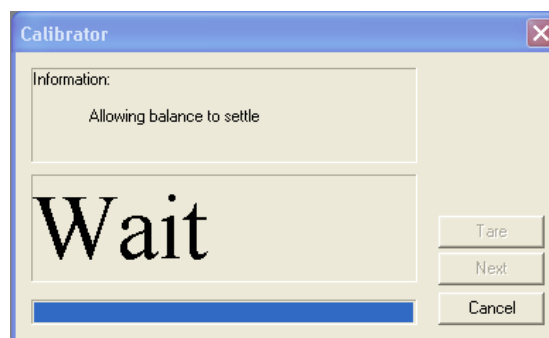 Calibrator
Information:
Allowing balance to settle
Wait
Tare
Next
Cancel